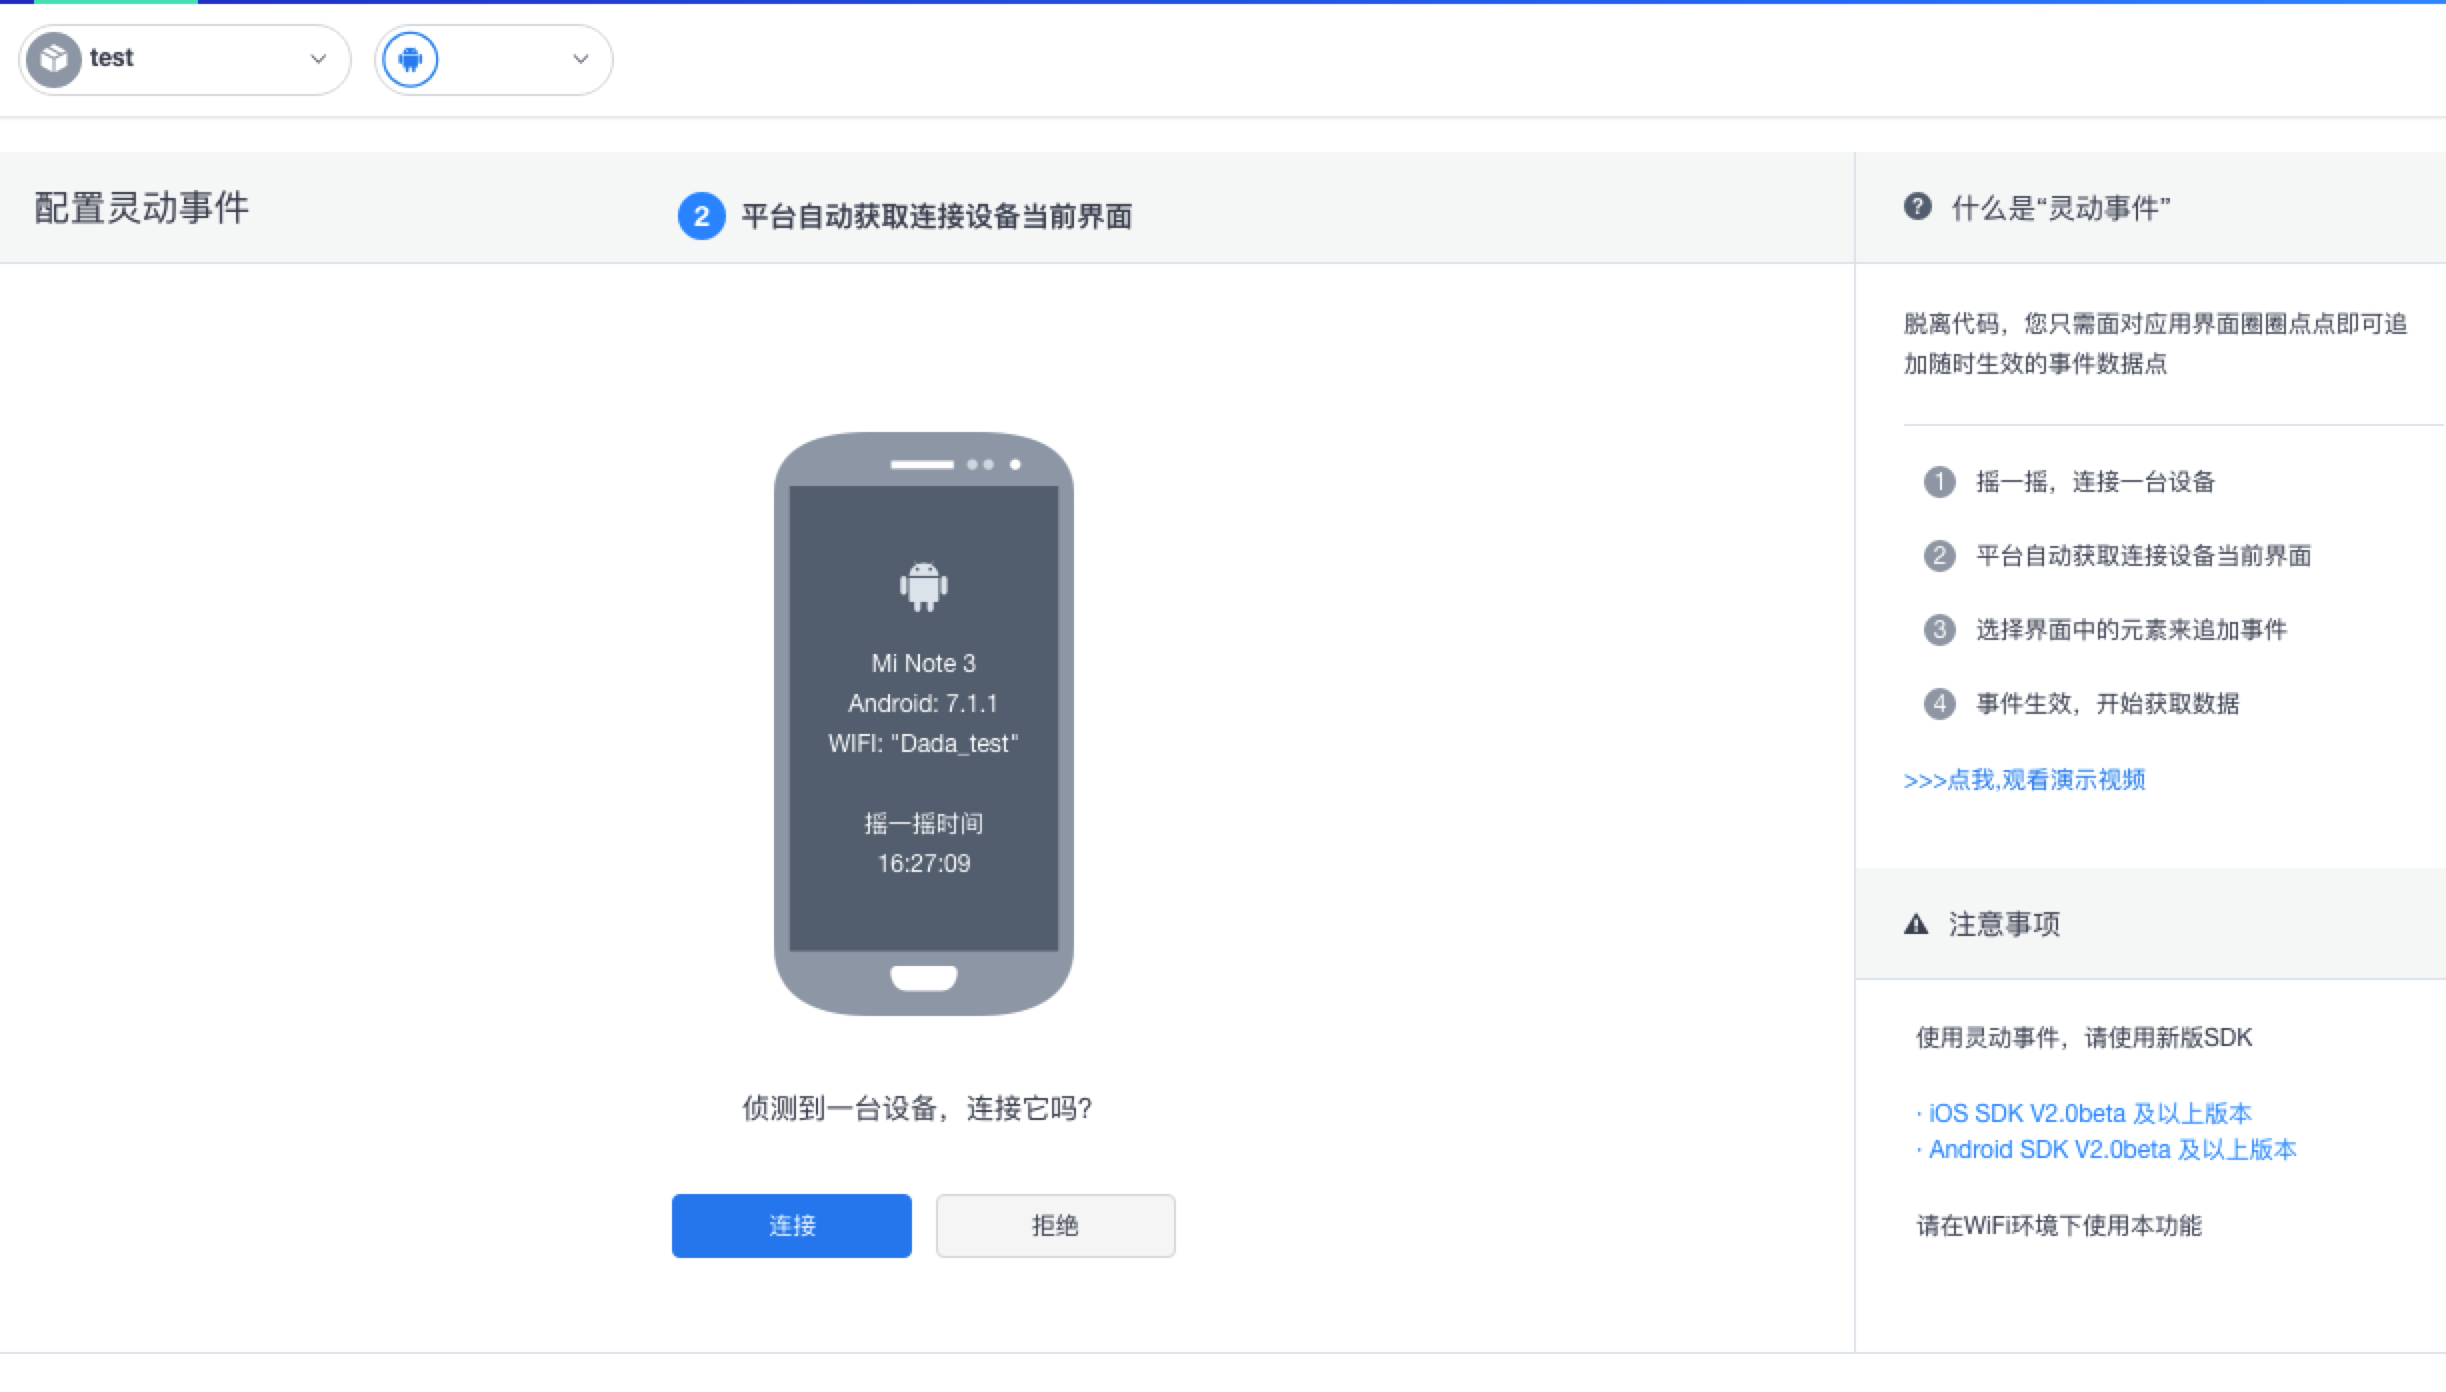 test
配置灵动事件
2 平台自动获取连接设备当前界面
Mi Note 3
Android: 7.1.1
WIFI: "Dada_test"
摇一摇时间
16:27:09
侦测到一台设备，连接它吗?
连接
拒绝
? 什么是“灵动事件”
脱离代码，您只需面对应用界面圈圈点点即可追
加随时生效的事件数据点
1 摇一摇，连接一台设备
2 平台自动获取连接设备当前界面
3 选择界面中的元素来追加事件
4 事件生效，开始获取数据
>>>点我,观看演示视频
注意事项
使用灵动事件，请使用新版SDK
· iOS SDK V2.0beta 及以上版本
· Android SDK V2.0beta 及以上版本
请在WiFi环境下使用本功能